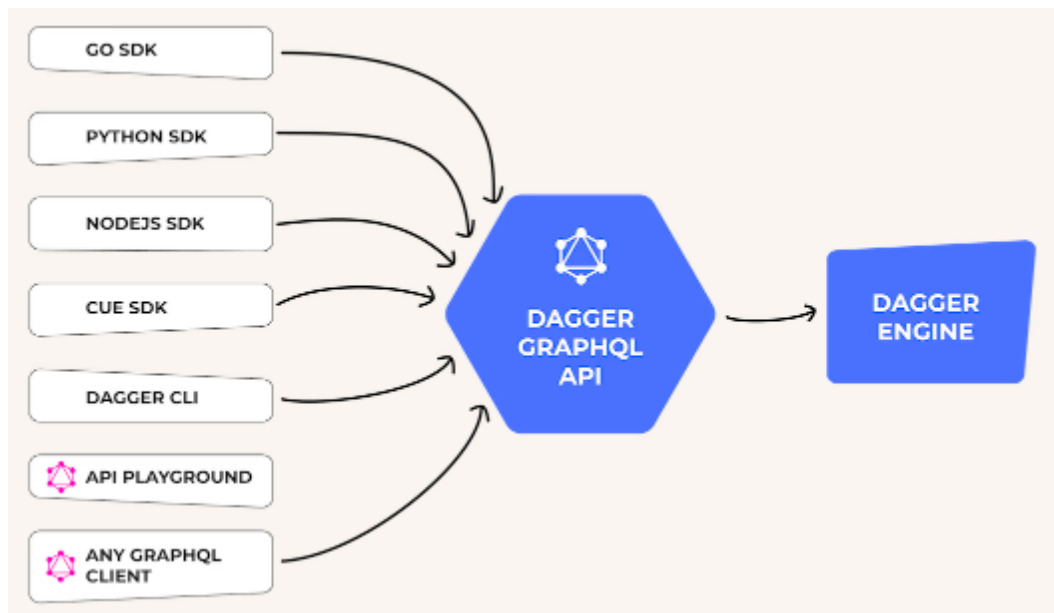 GO SDK
PYTHON SDK
NODEJS SDK
CUE SDK
DAGGER CLI
API PLAYGROUND
ANY GRAPHQL
CLIENT
DAGGER
GRAPHQL
API
DAGGER
ENGINE